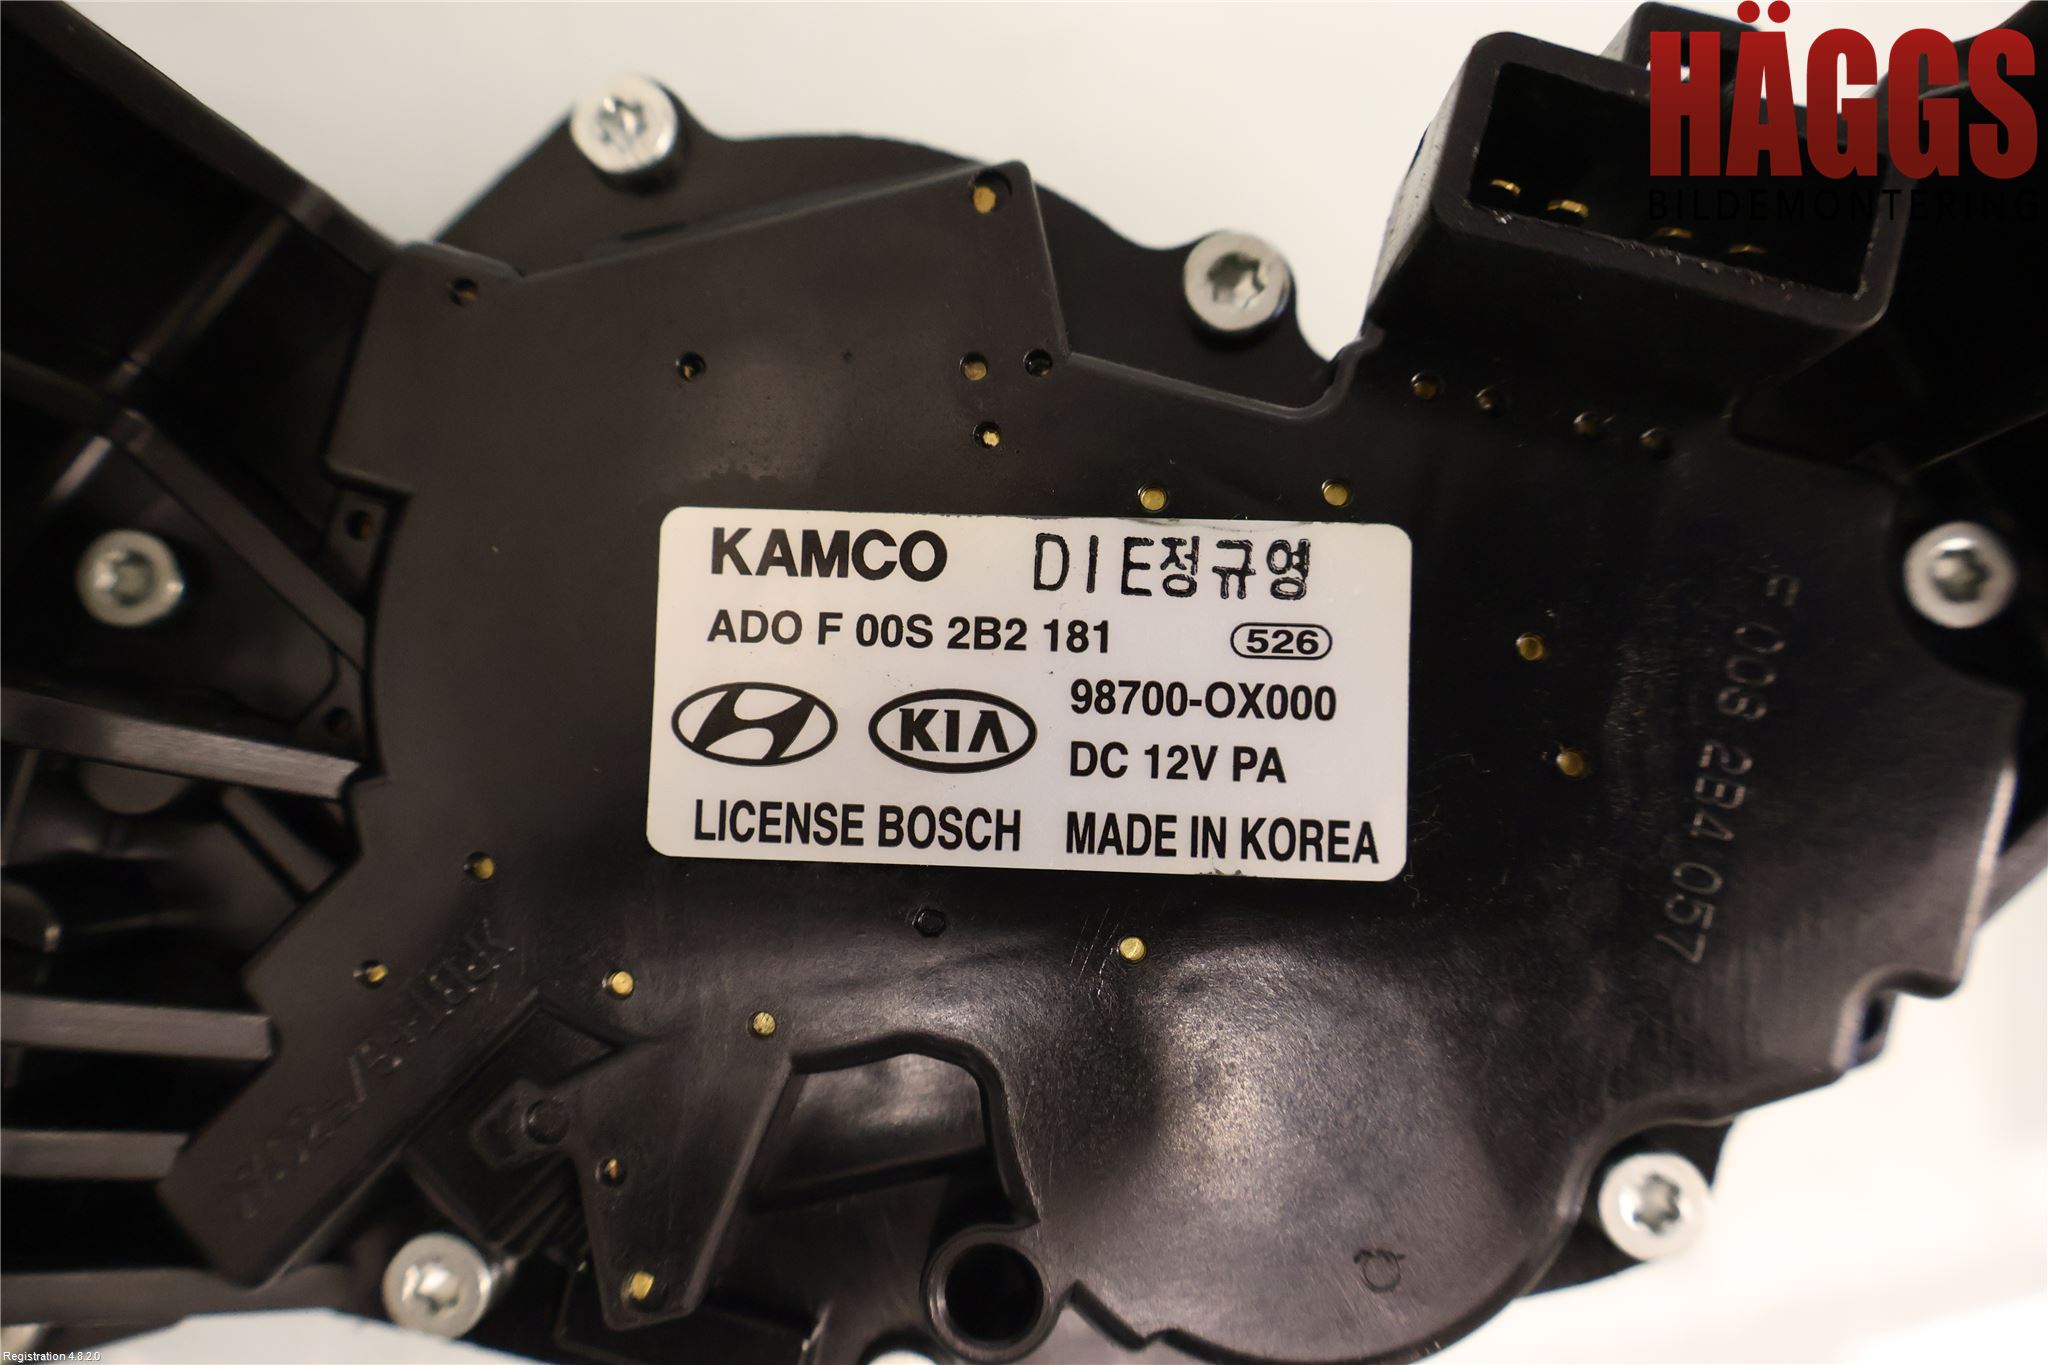 HÄGGS
BILDEMONTERING
KAMCO DIE정규영
ADO F 00S 2B2 181 526
KIA 98700-OX000
DC 12V PA
LICENSE BOSCH MADE IN KOREA
F 00S 2B4 057
Registration 4.8.2.0